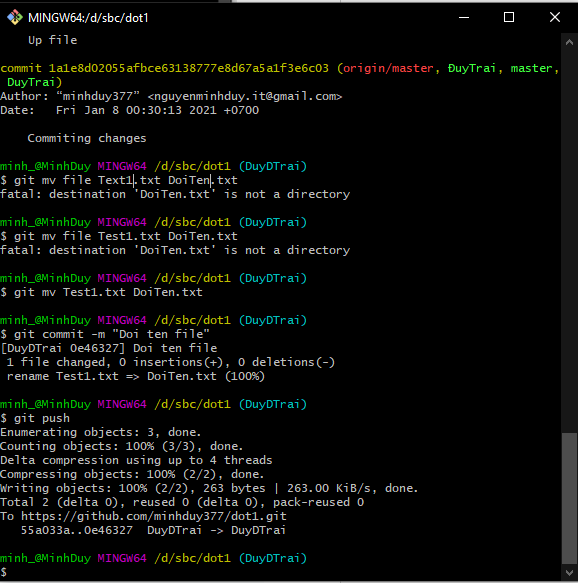 MINGW64:/d/sbc/dot1
Up file
commit 1a1e8d02055afbce63138777e8d67a5a1f3e6c03 (origin/master, ĐuyTrai, master,
DuyTrai)
Author: “minhduy377” <nguyenminhduy.it@gmail.com>
Date:   Fri Jan 8 00:30:13 2021 +0700
Commiting changes
minh_@MinhDuy MINGW64 /d/sbc/dot1 (DuyDTrai)
$ git mv file Text1.txt DoiTen.txt
fatal: destination 'DoiTen.txt' is not a directory
minh_@MinhDuy MINGW64 /d/sbc/dot1 (DuyDTrai)
$ git mv file Test1.txt DoiTen.txt
fatal: destination 'DoiTen.txt' is not a directory
minh_@MinhDuy MINGW64 /d/sbc/dot1 (DuyDTrai)
$ git mv Test1.txt DoiTen.txt
minh_@MinhDuy MINGW64 /d/sbc/dot1 (DuyDTrai)
$ git commit -m "Doi ten file"
[DuyDTrai 0e46327] Doi ten file
1 file changed, 0 insertions(+), 0 deletions(-)
rename Test1.txt => DoiTen.txt (100%)
minh_@MinhDuy MINGW64 /d/sbc/dot1 (DuyDTrai)
$ git push
Enumerating objects: 3, done.
Counting objects: 100% (3/3), done.
Delta compression using up to 4 threads
Compressing objects: 100% (2/2), done.
Writing objects: 100% (2/2), 263 bytes | 263.00 KiB/s, done.
Total 2 (delta 0), reused 0 (delta 0), pack-reused 0
To https://github.com/minhduy377/dot1.git
55a033a..0e46327  DuyDTrai -> DuyDTrai
minh_@MinhDuy MINGW64 /d/sbc/dot1 (DuyDTrai)
$